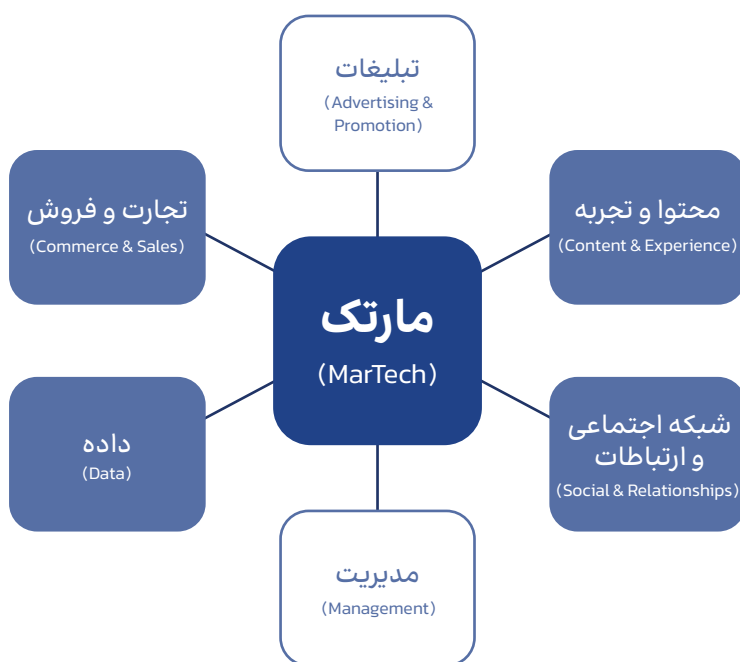 تبلیغات
(Advertising &
Promotion)
محتوا و تجربه
(Content & Experience)
تجارت و فروش
(Commerce & Sales)
مارتک
(MarTech)
شبکه اجتماعی
و ارتباطات
(Social & Relationships)
داده
(Data)
مدیریت
(Management)